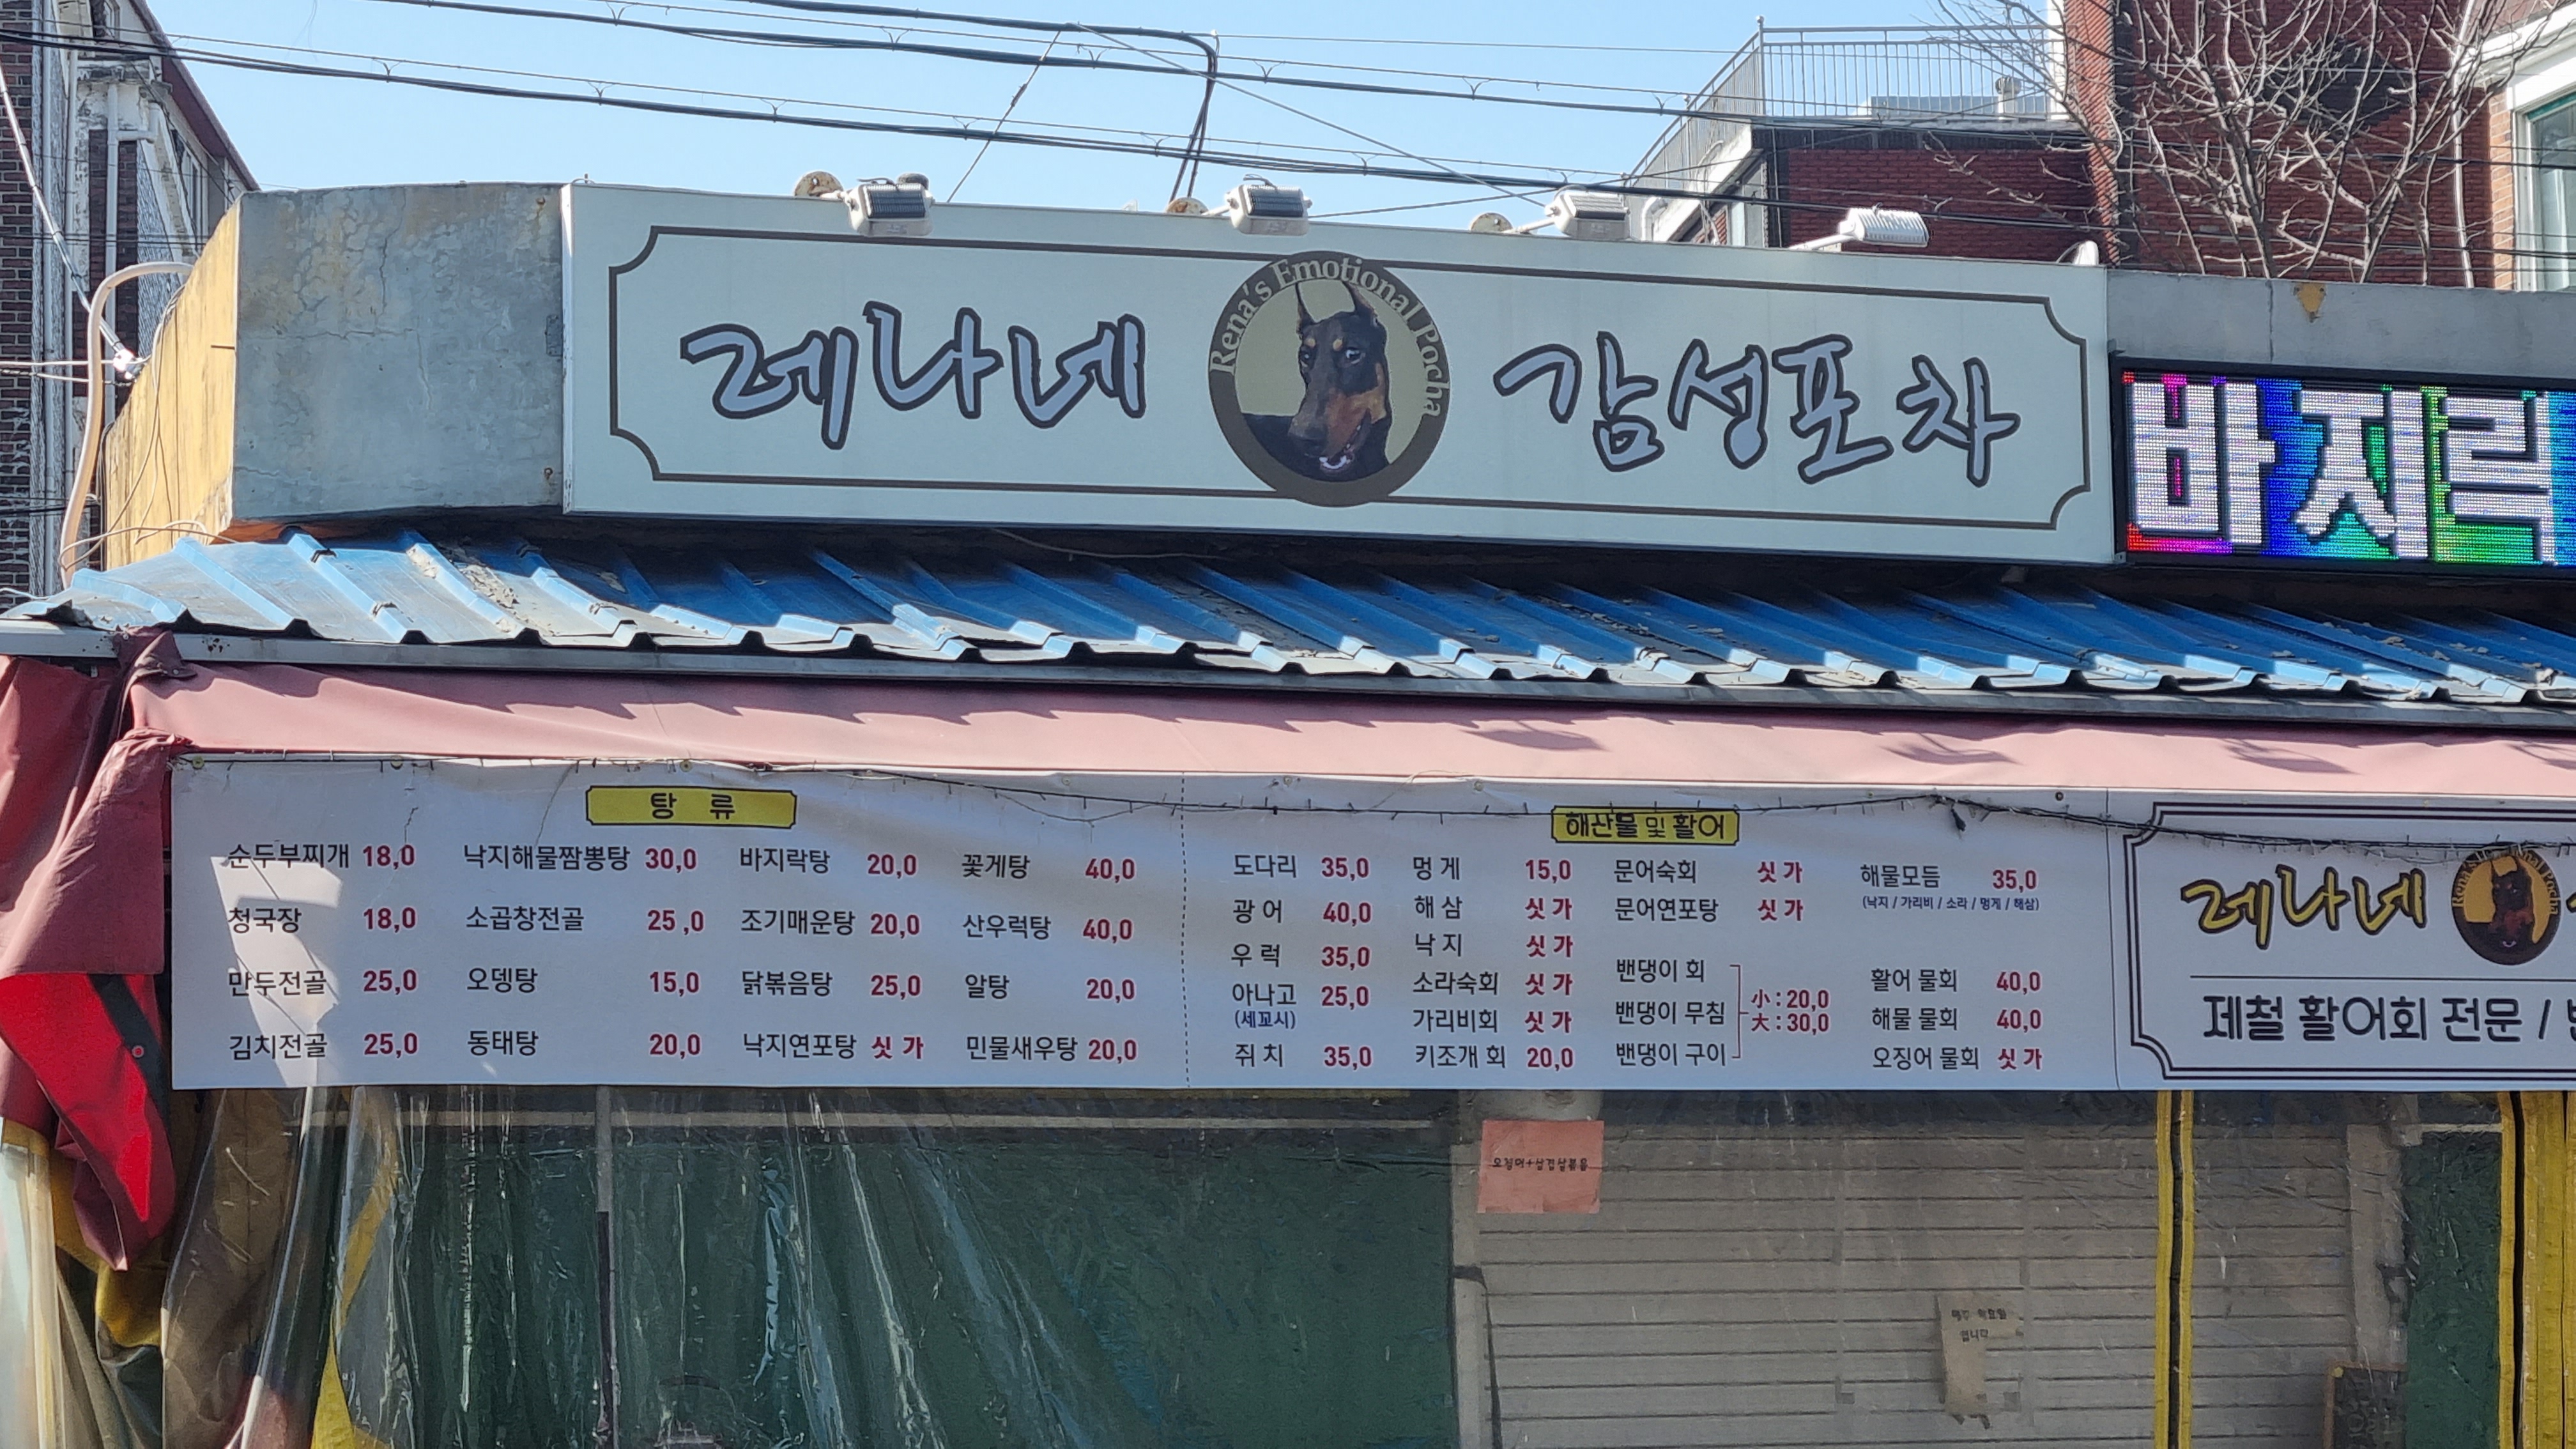 레나네 Rena's Emotional Pocha 감성포차
바지락
탕 류
순두부찌개 18,0 낙지해물짬뽕탕 30,0 바지락탕 20,0 꽃게탕 40,0
청국장 18,0 소곱창전골 25,0 조기매운탕 20,0 산우럭탕 40,0
만두전골 25,0 오뎅탕 15,0 닭볶음탕 25,0 알탕 20,0
김치전골 25,0 동태탕 20,0 낙지연포탕 싯가 민물새우탕 20,0
해산물 및 활어
도다리 35,0
광 어 40,0
우 럭 35,0
아나고 25,0
(세꼬시)
쥐 치 35,0
멍 게 15,0
해 삼 싯가
낙 지 싯가
소라숙회 싯가
가리비회 싯가
키조개 회 20,0
문어숙회 싯가
문어연포탕 싯가
밴댕이 회
밴댕이 무침
밴댕이 구이
小 : 20,0
大 : 30,0
해물모듬 35,0
(낙지 / 가리비 / 소라 / 멍게 / 해삼)
활어 물회 40,0
해물 물회 40,0
오징어 물회 싯가
레나네
제철 활어회 전문 /